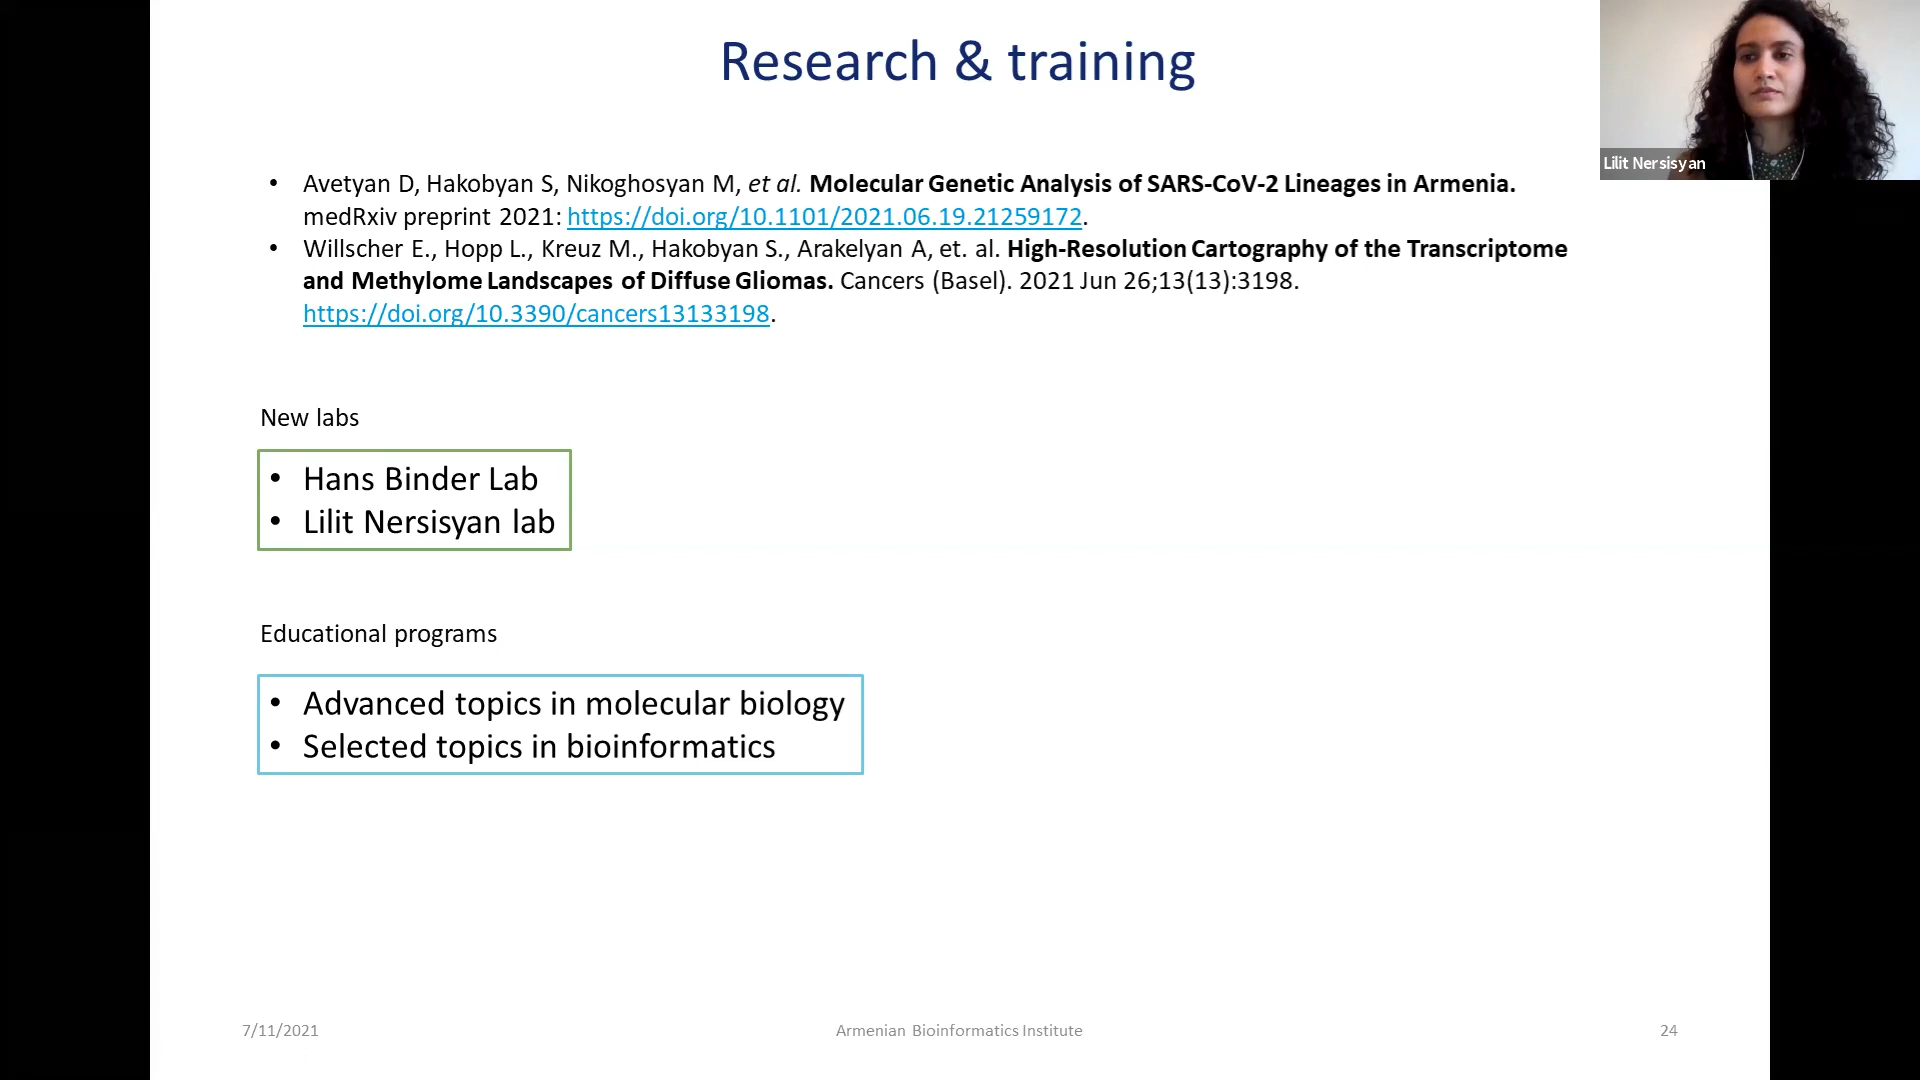 Research & training
Lilit Nersisyan
• Avetyan D, Hakobyan S, Nikoghosyan M, et al. Molecular Genetic Analysis of SARS-CoV-2 Lineages in Armenia.
medRxiv preprint 2021: https://doi.org/10.1101/2021.06.19.21259172.
• Willscher E., Hopp L., Kreuz M., Hakobyan S., Arakelyan A, et. al. High-Resolution Cartography of the Transcriptome
and Methylome Landscapes of Diffuse Gliomas. Cancers (Basel). 2021 Jun 26;13(13):3198.
https://doi.org/10.3390/cancers13133198.
New labs
• Hans Binder Lab
• Lilit Nersisyan lab
Educational programs
• Advanced topics in molecular biology
• Selected topics in bioinformatics
7/11/2021
Armenian Bioinformatics Institute
24